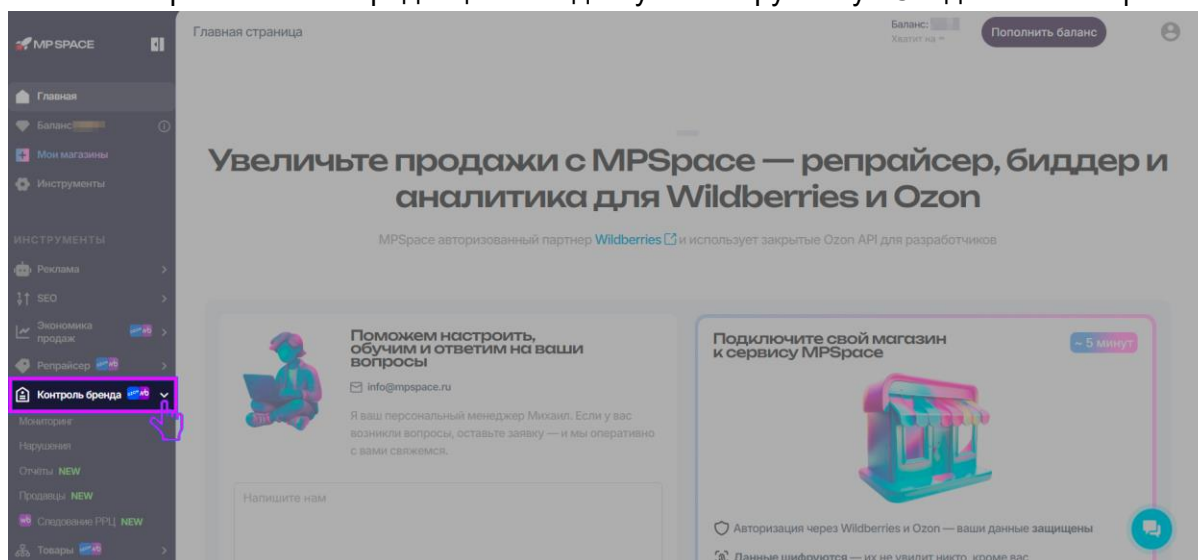 MPSPACE
Главная
Баланс
Мои магазины
Инструменты
ИНСТРУМЕНТЫ
Реклама
SEO
Экономика
продаж
Репрайсер
Контроль бренда
Мониторинг
Нарушения
Отчёты NEW
Продавцы NEW
wb Следование РРЦ NEW
Товары
Главная страница
Баланс:
Хватит на ~
Пополнить баланс
Увеличьте продажи с MPSpace — репрайсер, биддер и
аналитика для Wildberries и Ozon
MPSpace авторизованный партнер Wildberries и использует закрытые Ozon API для разработчиков
Поможем настроить,
обучим и ответим на ваши
вопросы
info@mpspace.ru
Я ваш персональный менеджер Михаил. Если у вас
возникли вопросы, оставьте заявку — и мы оперативно
с вами свяжемся.
Напишите нам
Подключите свой магазин
к сервису MPSpace
~ 5 минут
Авторизация через Wildberries и Ozon — ваши данные защищены
Данные шифруются — их не увидит никто, кроме вас